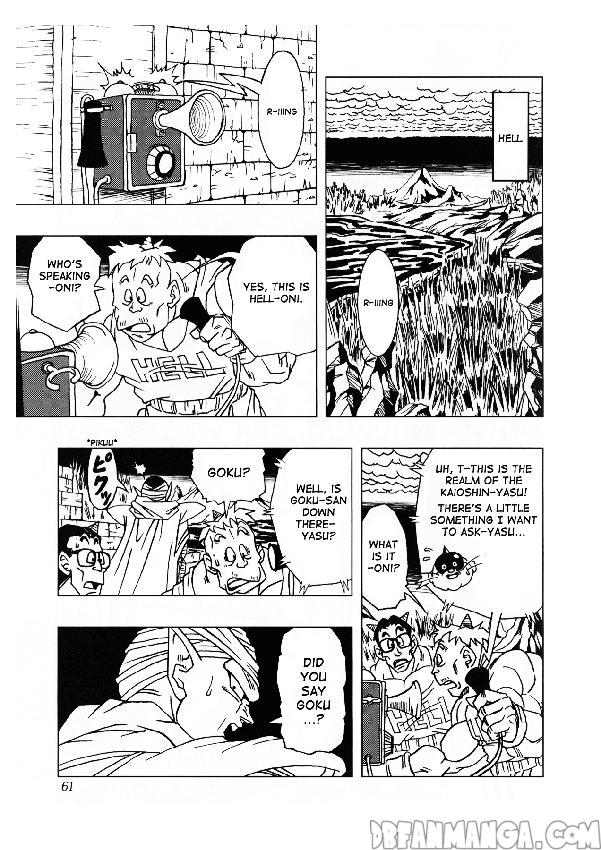 HELL
R-IIING
R-IIING
YES, THIS IS
HELL-ONI.
WHO'S
SPEAKING
-ONI?
HELL
UH, T-THIS IS THE
REALM OF THE
KAIOSHIN-YASU!
THERE'S A LITTLE
SOMETHING I WANT
TO ASK-YASU...
WHAT
IS IT
-ONI?
HELL
WELL, IS
GOKU-SAN
DOWN
THERE-
YASU?
GOKU?
*PIKUU*
ピクッ
DID
YOU
SAY
GOKU
...?
61
DBFANMANGA.COM